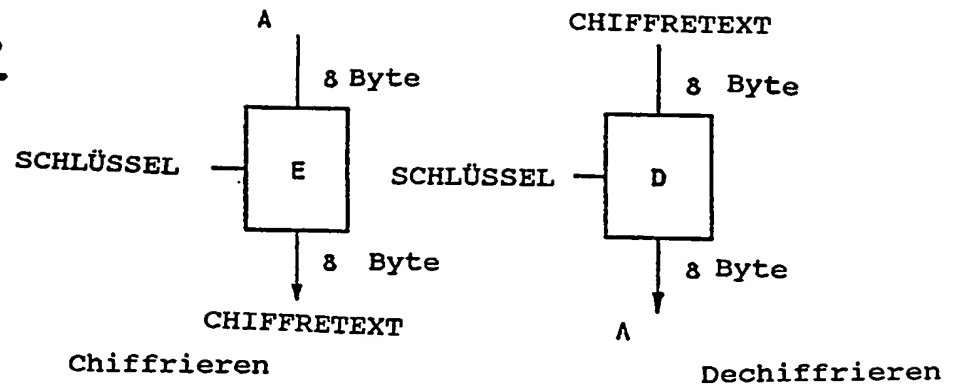 A
8 Byte
SCHLÜSSEL
E
8 Byte
CHIFFRETEXT
Chiffrieren
CHIFFRETEXT
8 Byte
SCHLÜSSEL
D
8 Byte
A
Dechiffrieren